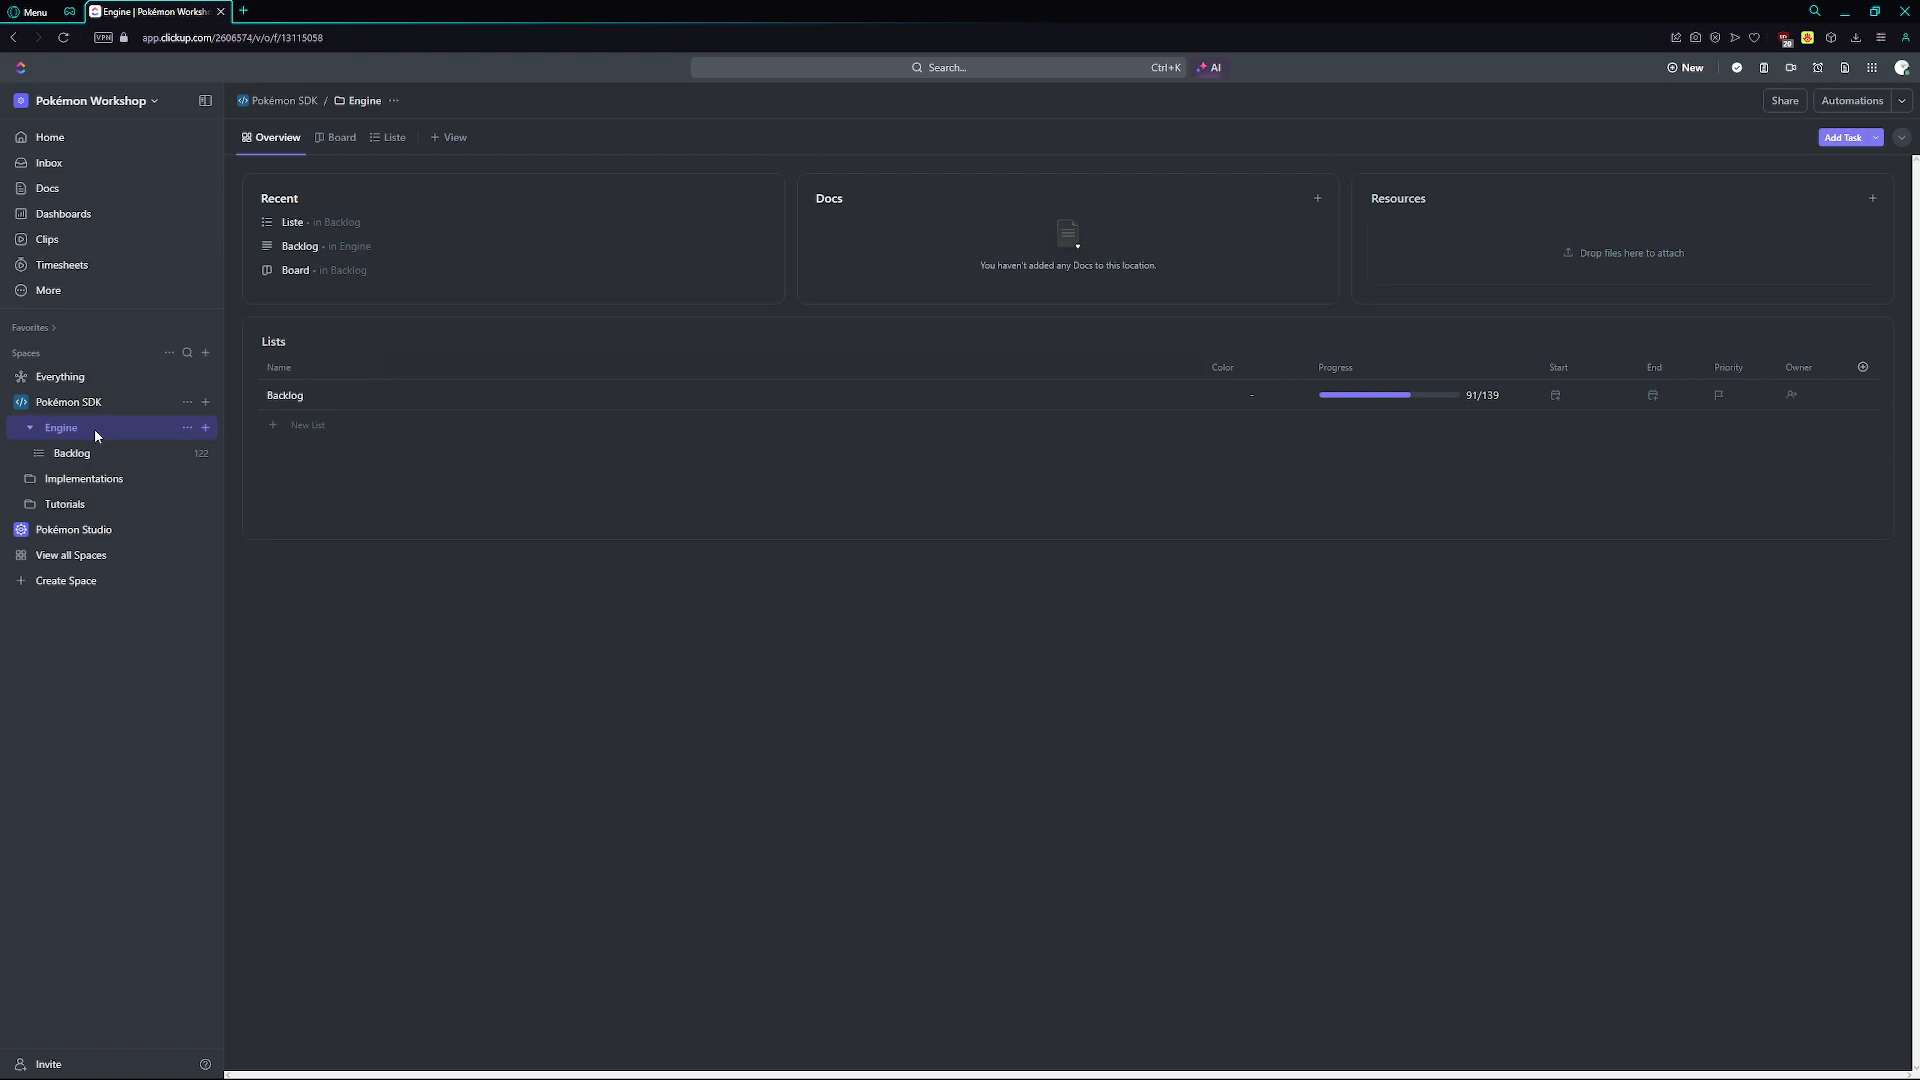 Menu
Engine | Pokémon Worksh
VPN
app.clickup.com/2606574/v/o/f/13115058
20
Search...
Ctrl+K
AI
New
Pokémon Workshop
Pokémon SDK / Engine
Share
Automations
Home
Inbox
Docs
Dashboards
Clips
Timesheets
More
Favorites
Spaces
Everything
Pokémon SDK
Engine
Backlog 122
Implementations
Tutorials
Pokémon Studio
View all Spaces
Create Space
Invite
Overview
Board
Liste
+ View
Add Task
Recent
Liste • in Backlog
Backlog • in Engine
Board • in Backlog
Docs
You haven't added any Docs to this location.
Resources
Drop files here to attach
Lists
Name Color Progress Start End Priority Owner
Backlog - 91/139
+ New List